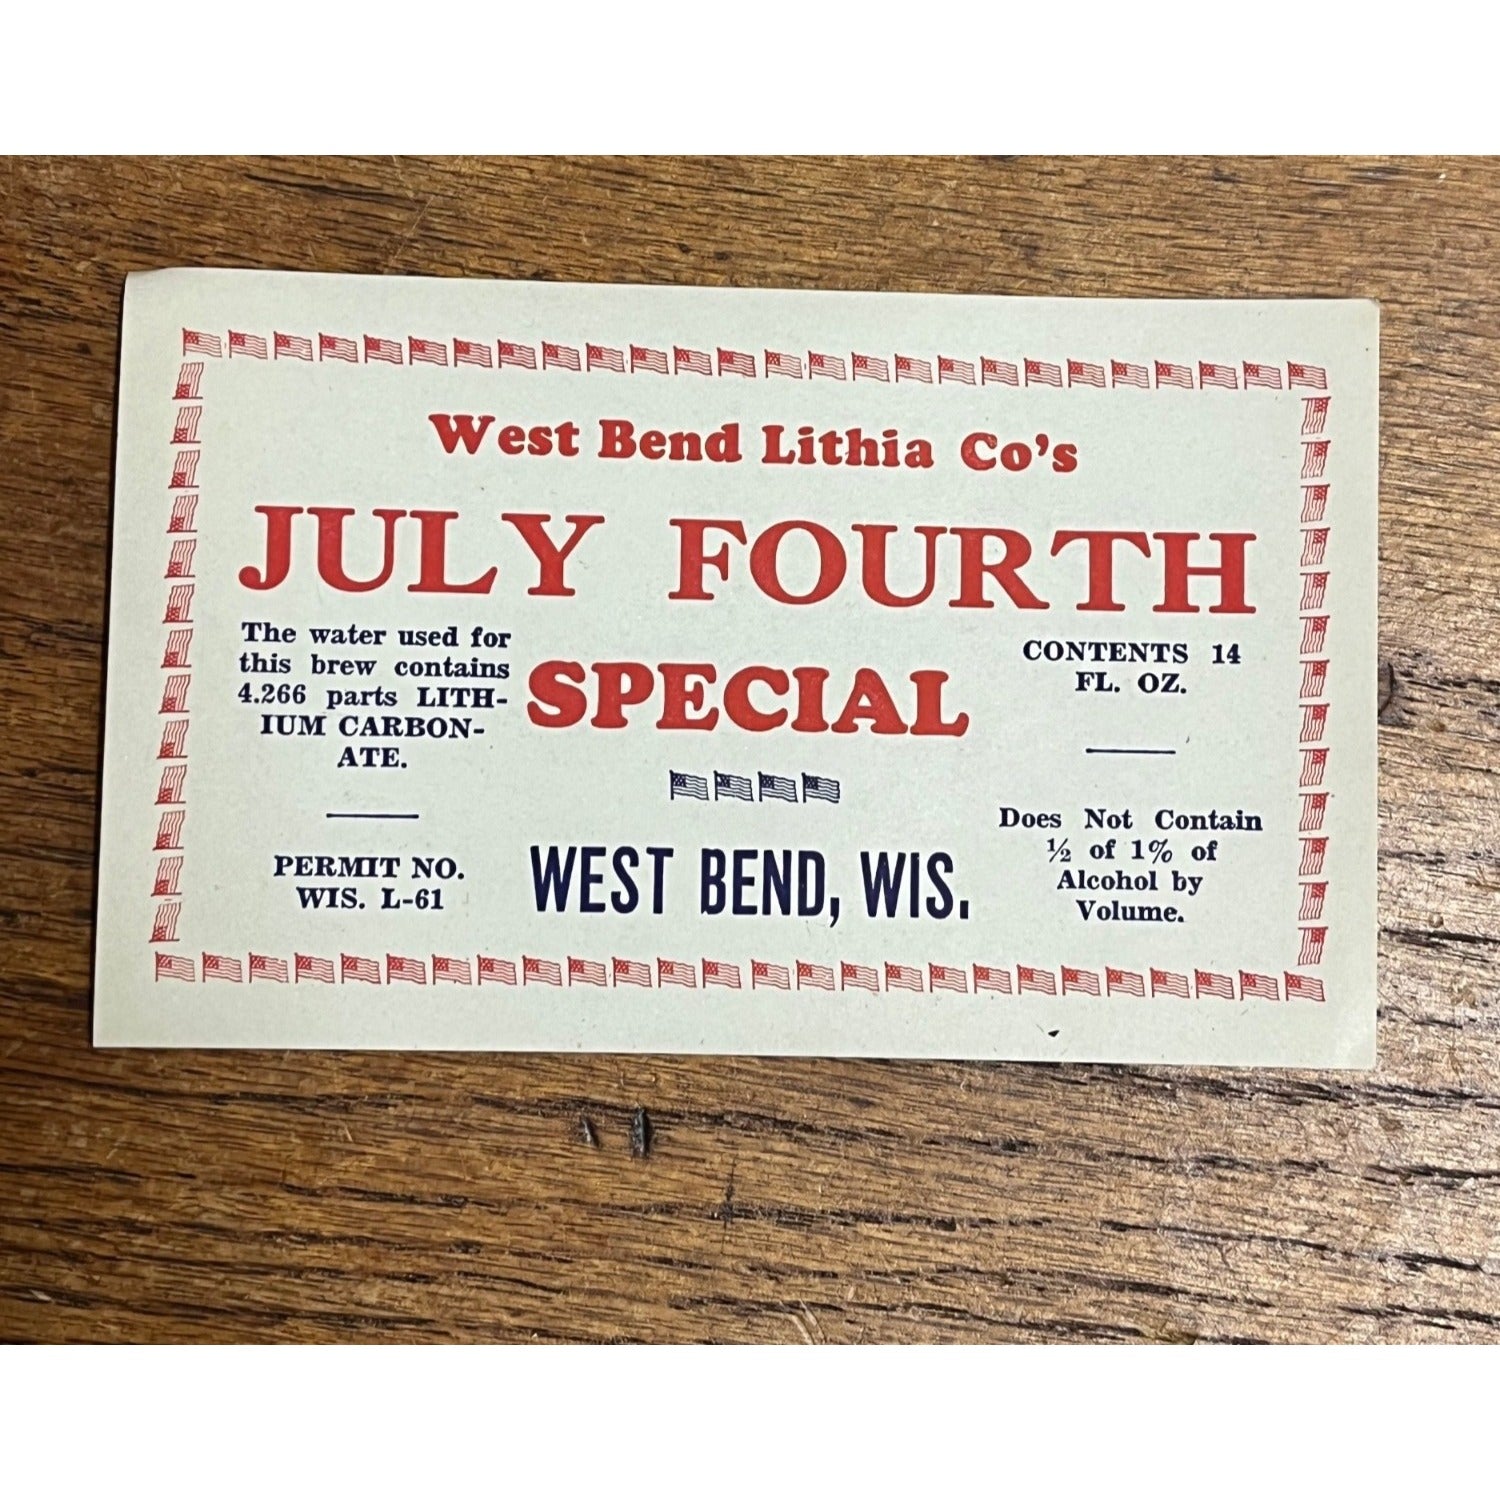 West Bend Lithia Co's
JULY FOURTH
SPECIAL
The water used for
this brew contains
4.266 parts LITH-
IUM CARBON-
ATE.
PERMIT NO.
WIS. L-61
WEST BEND, WIS.
CONTENTS 14
FL. OZ.
Does Not Contain
½ of 1% of
Alcohol by
Volume.